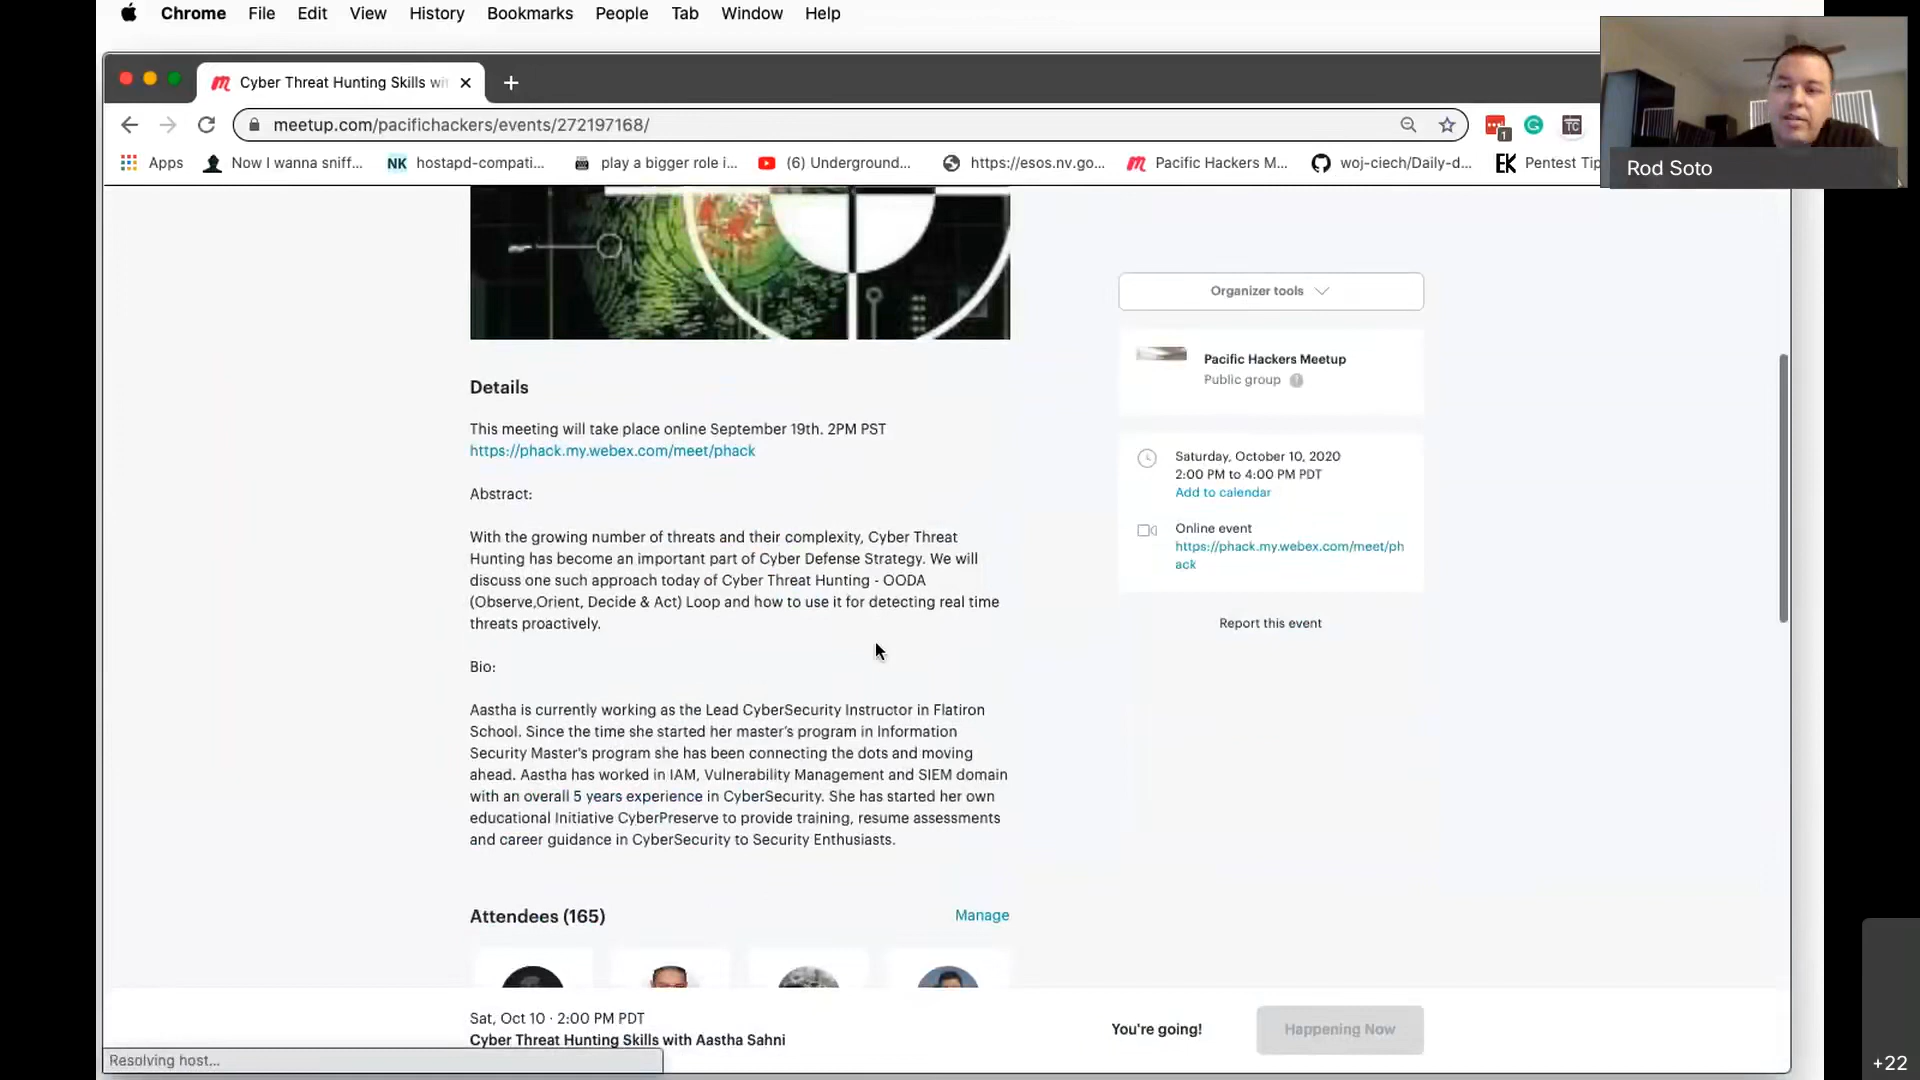 Chrome File Edit View History Bookmarks People Tab Window Help
Cyber Threat Hunting Skills wi
meetup.com/pacifichackers/events/272197168/
1
TC
Apps Now I wanna sniff... NK hostapd-compati... play a bigger role i... (6) Underground... https://esos.nv.go... Pacific Hackers M... woj-ciech/Daily-d... EK Pentest Tip
Rod Soto
Organizer tools
Pacific Hackers Meetup
Public group
Details
This meeting will take place online September 19th. 2PM PST
https://phack.my.webex.com/meet/phack
Saturday, October 10, 2020
2:00 PM to 4:00 PM PDT
Add to calendar
Abstract:
Online event
https://phack.my.webex.com/meet/ph
ack
With the growing number of threats and their complexity, Cyber Threat
Hunting has become an important part of Cyber Defense Strategy. We will
discuss one such approach today of Cyber Threat Hunting - OODA
(Observe,Orient, Decide & Act) Loop and how to use it for detecting real time
threats proactively.
Report this event
Bio:
Aastha is currently working as the Lead CyberSecurity Instructor in Flatiron
School. Since the time she started her master's program in Information
Security Master's program she has been connecting the dots and moving
ahead. Aastha has worked in IAM, Vulnerability Management and SIEM domain
with an overall 5 years experience in CyberSecurity. She has started her own
educational Initiative CyberPreserve to provide training, resume assessments
and career guidance in CyberSecurity to Security Enthusiasts.
Attendees (165)
Manage
Sat, Oct 10 · 2:00 PM PDT
Cyber Threat Hunting Skills with Aastha Sahni
You're going!
Happening Now
Resolving host...
+22